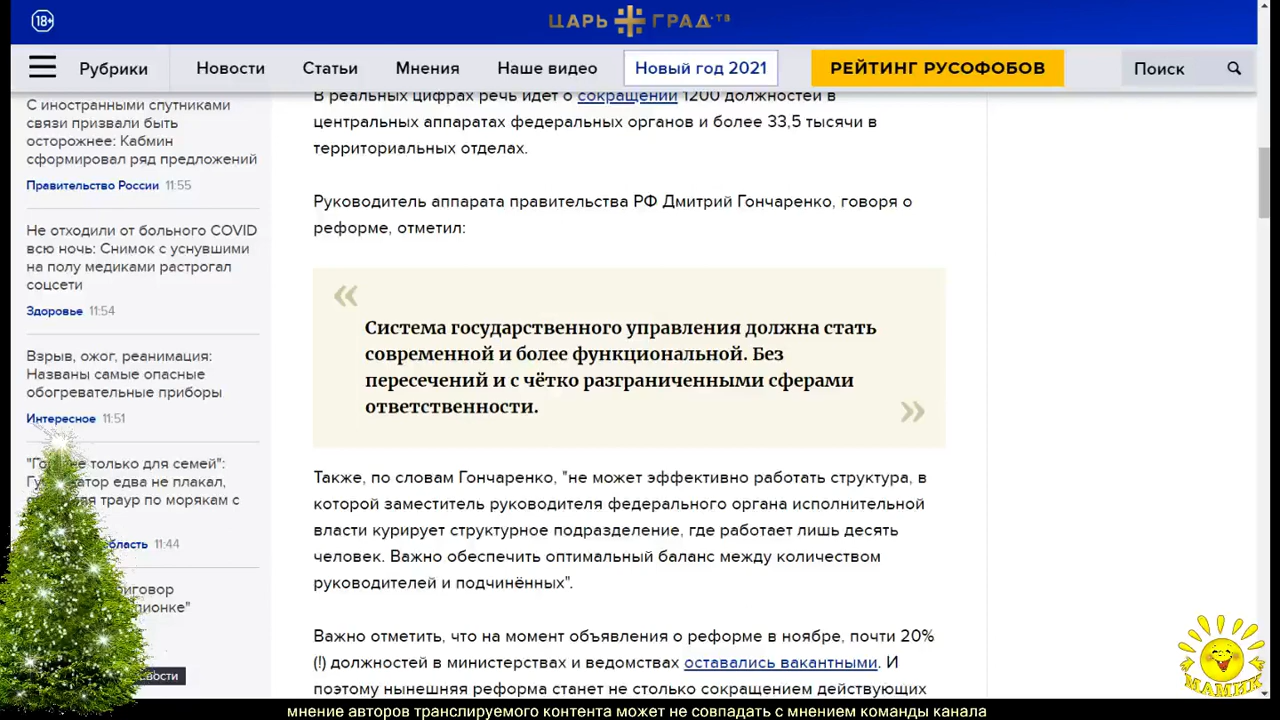 18+
ЦАРЬ ГРАД·ТВ
Рубрики
Новости
Статьи
Мнения
Наше видео
Новый год 2021
РЕЙТИНГ РУСОФОБОВ
Поиск
С иностранными спутниками
связи призвали быть
осторожнее: Кабмин
сформировал ряд предложений
Правительство России 11:55
Не отходили от больного COVID
всю ночь: Снимок с уснувшими
на полу медиками растрогал
соцсети
Здоровье 11:54
Взрыв, ожог, реанимация:
Названы самые опасные
обогревательные приборы
Интересное 11:51
не только для семей":
едва не плакал,
траур по морякам с
11:44
В реальных цифрах речь идёт о сокращении 1200 должностей в
центральных аппаратах федеральных органов и более 33,5 тысячи в
территориальных отделах.
Руководитель аппарата правительства РФ Дмитрий Гончаренко, говоря о
реформе, отметил:
«
Система государственного управления должна стать
современной и более функциональной. Без
пересечений и с чётко разграниченными сферами
ответственности.
»
Также, по словам Гончаренко, "не может эффективно работать структура, в
которой заместитель руководителя федерального органа исполнительной
власти курирует структурное подразделение, где работает лишь десять
человек. Важно обеспечить оптимальный баланс между количеством
руководителей и подчинённых".
Важно отметить, что на момент объявления о реформе в ноябре, почти 20%
(!) должностей в министерствах и ведомствах оставались вакантными. И
поэтому нынешняя реформа станет не столько сокращением действующих
МАМИК
мнение авторов транслируемого контента может не совпадать с мнением команды канала